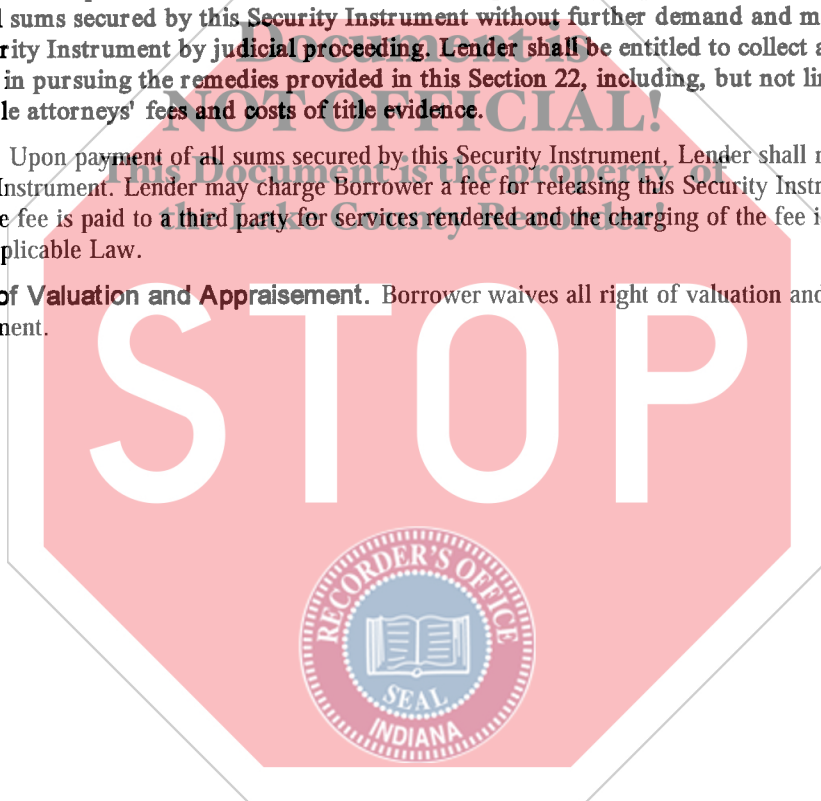 l sums secured by this Security Instrument without further demand and m
Document is
rity Instrument by judicial proceeding. Lender shall be entitled to collect a
in pursuing the remedies provided in this Section 22, including, but not lin
NOT OFFICIAL!
le attorneys' fees and costs of title evidence.
Upon payment of all sums secured by this Security Instrument, Lender shall r
This Document is the property of
Instrument. Lender may charge Borrower a fee for releasing this Security Instr
e fee is paid to a third party for services rendered and the charging of the fee i
the Lake County Recorder!
plicable Law.
of Valuation and Appraisement. Borrower waives all right of valuation and
nent.
STOP
RECORDER'S OFFICE
SEAL
INDIANA